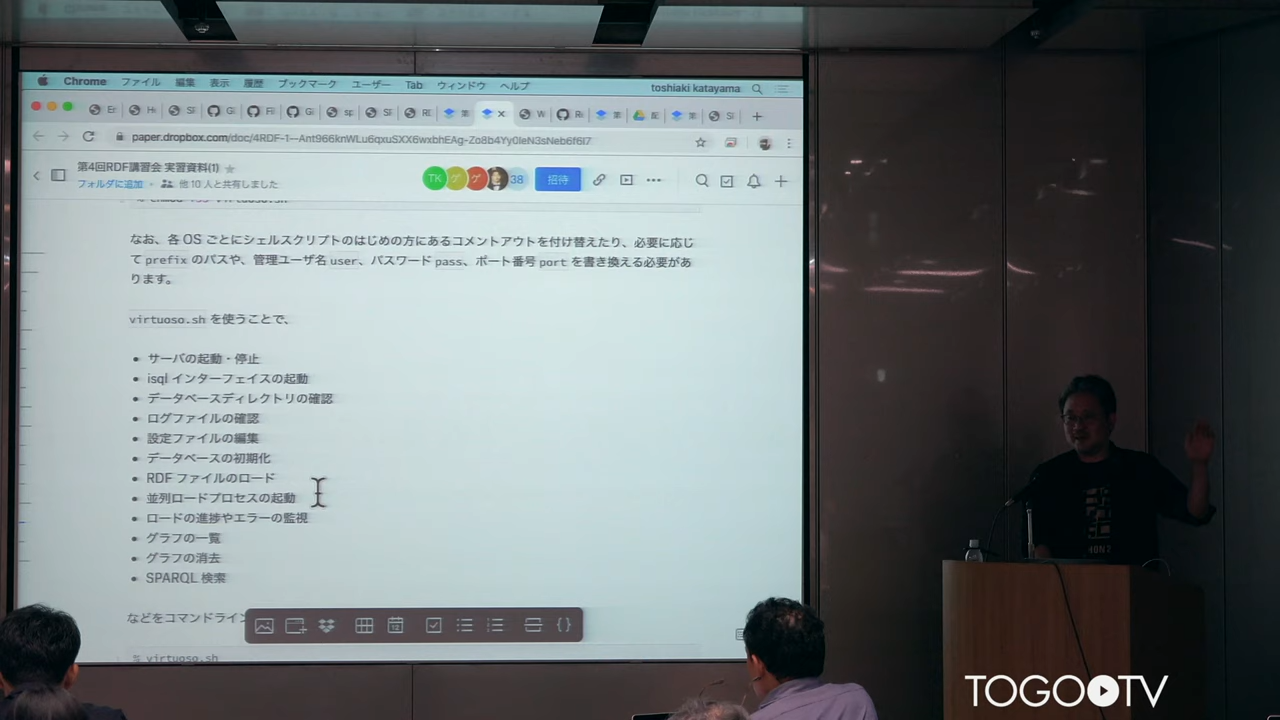 Chrome ファイル 編集 表示 履歴 ブックマーク ユーザー Tab ウィンドウ ヘルプ toshiaki katayama
paper.dropbox.com/doc/4RDF-1--Ant966knWLu6qxuSXX6wxbhEAg-Zo8b4Yy0leN3sNeb6f6I7
第4回RDF講習会 実習資料(1)
フォルダに追加 ・ 他 10 人と共有しました
TK
38
招待
なお、各 OS ごとにシェルスクリプトのはじめの方にあるコメントアウトを付け替えたり、必要に応じ
て prefix のパスや、管理ユーザ名 user、パスワード pass、ポート番号 port を書き換える必要があ
ります。
virtuoso.sh を使うことで、
• サーバの起動・停止
• isql インターフェイスの起動
• データベースディレクトリの確認
• ログファイルの確認
• 設定ファイルの編集
• データベースの初期化
• RDF ファイルのロード
• 並列ロードプロセスの起動
• ロードの進捗やエラーの監視
• グラフの一覧
• グラフの消去
• SPARQL 検索
などをコマンドライン
% virtuoso.sh
TOGOTV